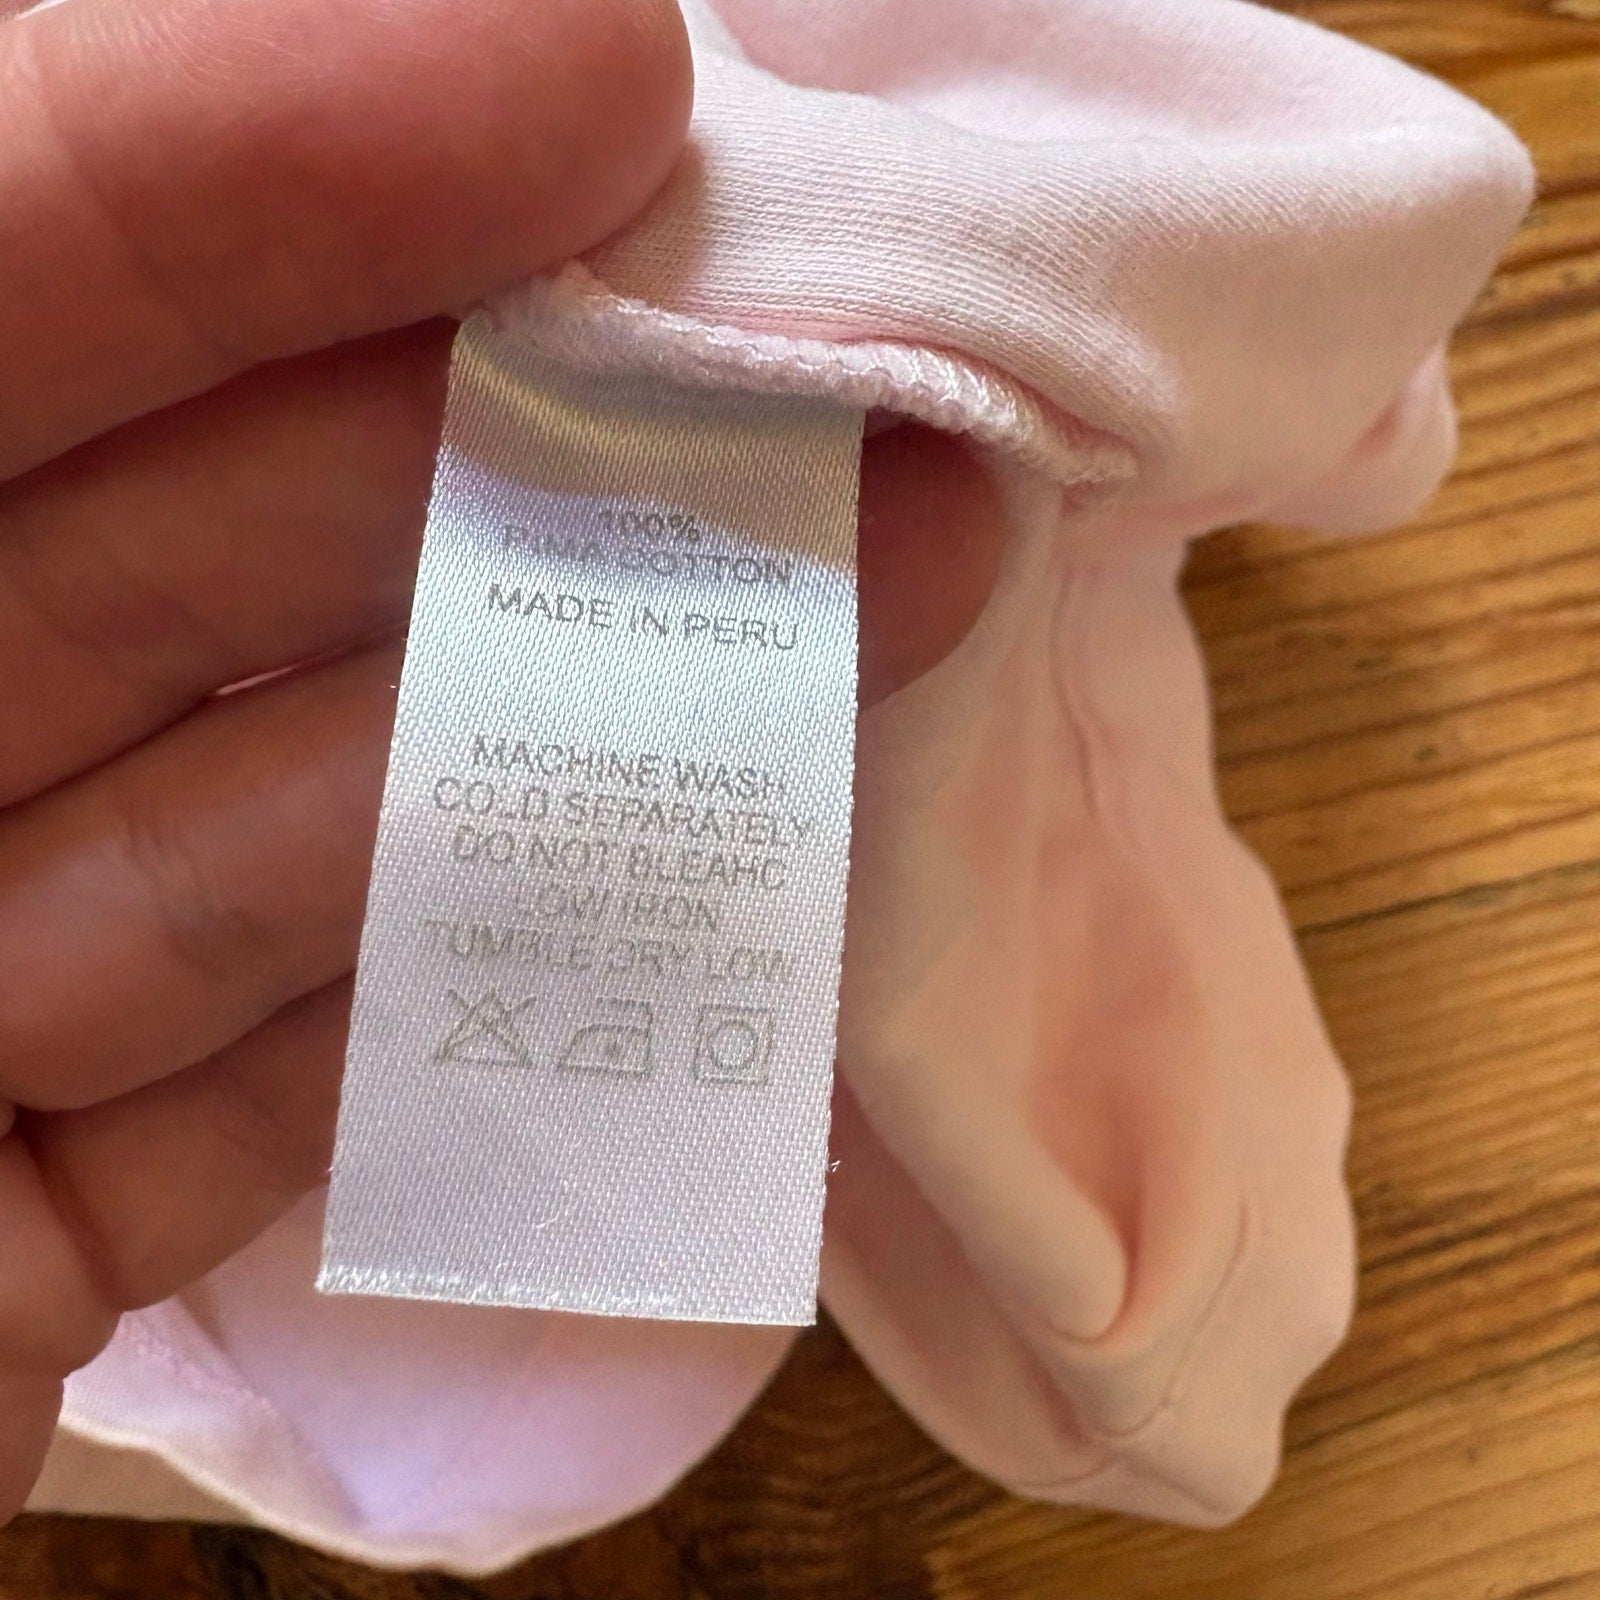 100%
PIMA COTTON
MADE IN PERU
MACHINE WASH
COLD SEPARATELY
DO NOT BLEAHC
LOW IRON
TUMBLE DRY LOW